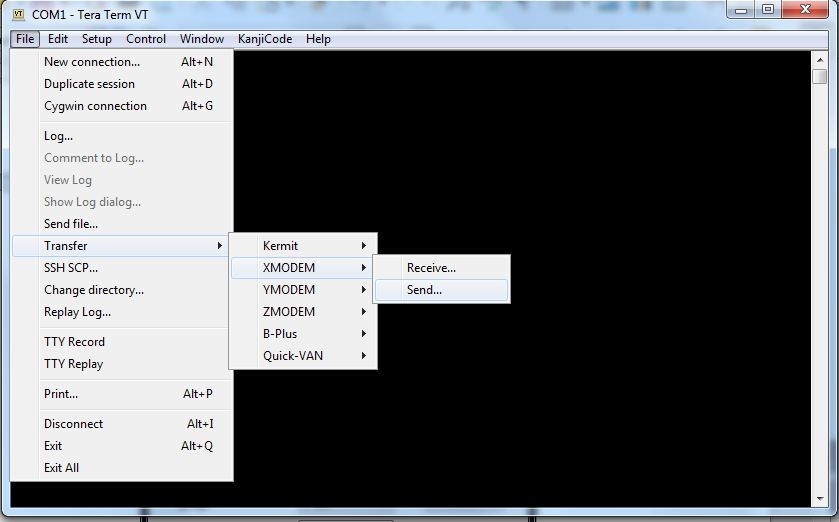 VT COM1 - Tera Term VT
File Edit Setup Control Window KanjiCode Help
New connection... Alt+N
Duplicate session Alt+D
Cygwin connection Alt+G
Log...
Comment to Log...
View Log
Show Log dialog...
Send file...
Transfer
SSH SCP...
Change directory...
Replay Log...
TTY Record
TTY Replay
Print... Alt+P
Disconnect Alt+I
Exit Alt+Q
Exit All
Kermit
XMODEM
YMODEM
ZMODEM
B-Plus
Quick-VAN
Receive...
Send...